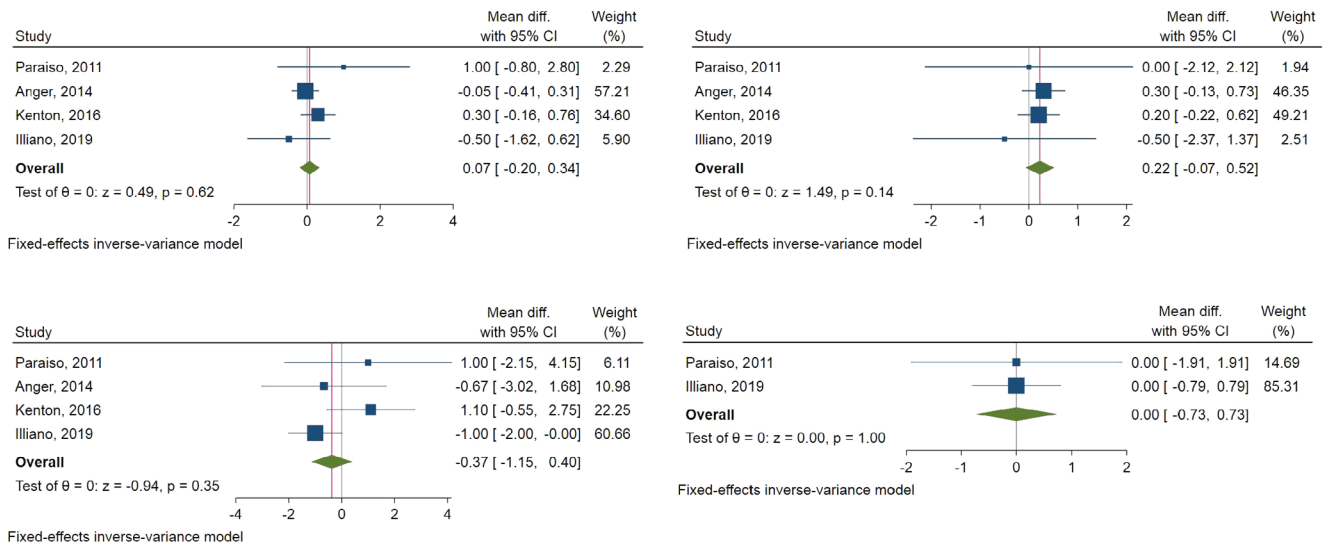 Mean diff. Weight
Study with 95% CI (%)
Paraiso, 2011 1.00 [ -0.80, 2.80] 2.29
Anger, 2014 -0.05 [ -0.41, 0.31] 57.21
Kenton, 2016 0.30 [ -0.16, 0.76] 34.60
Illiano, 2019 -0.50 [ -1.62, 0.62] 5.90
Overall 0.07 [ -0.20, 0.34]
Test of θ = 0: z = 0.49, p = 0.62
-2 0 2 4
Fixed-effects inverse-variance model
Mean diff. Weight
Study with 95% CI (%)
Paraiso, 2011 0.00 [ -2.12, 2.12] 1.94
Anger, 2014 0.30 [ -0.13, 0.73] 46.35
Kenton, 2016 0.20 [ -0.22, 0.62] 49.21
Illiano, 2019 -0.50 [ -2.37, 1.37] 2.51
Overall 0.22 [ -0.07, 0.52]
Test of θ = 0: z = 1.49, p = 0.14
-2 -1 0 1 2
Fixed-effects inverse-variance model
Mean diff. Weight
Study with 95% CI (%)
Paraiso, 2011 1.00 [ -2.15, 4.15] 6.11
Anger, 2014 -0.67 [ -3.02, 1.68] 10.98
Kenton, 2016 1.10 [ -0.55, 2.75] 22.25
Illiano, 2019 -1.00 [ -2.00, -0.00] 60.66
Overall -0.37 [ -1.15, 0.40]
Test of θ = 0: z = -0.94, p = 0.35
-4 -2 0 2 4
Fixed-effects inverse-variance model
Mean diff. Weight
Study with 95% CI (%)
Paraiso, 2011 0.00 [ -1.91, 1.91] 14.69
Illiano, 2019 0.00 [ -0.79, 0.79] 85.31
Overall 0.00 [ -0.73, 0.73]
Test of θ = 0: z = 0.00, p = 1.00
-2 -1 0 1 2
Fixed-effects inverse-variance model